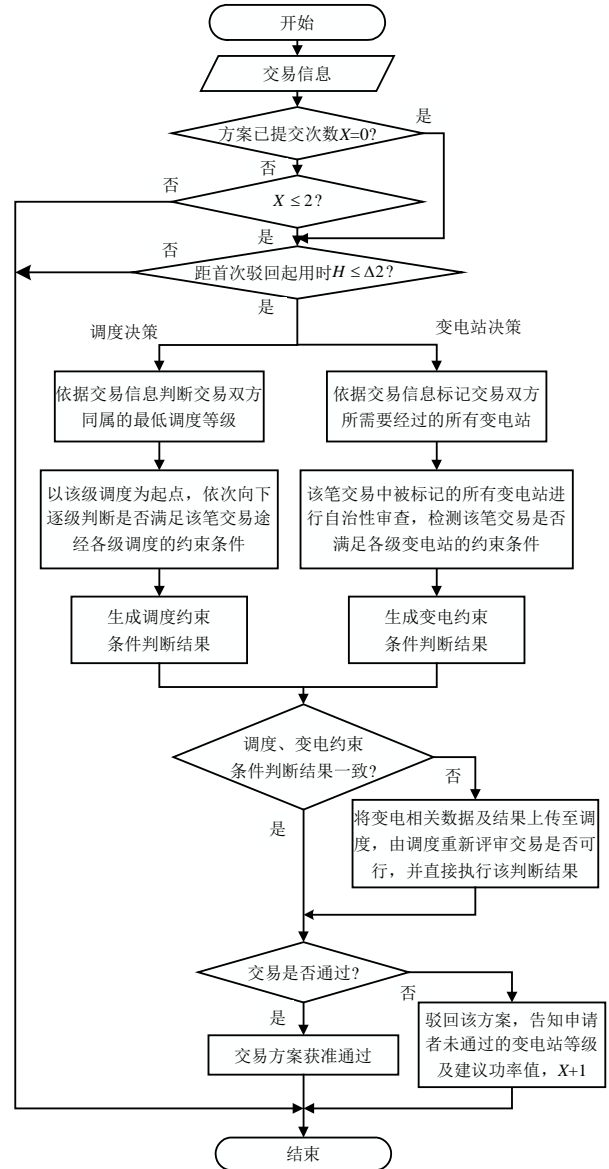 开始
交易信息
方案已提交次数X=0?
是
否
否
X ≤ 2?
是
否
距首次驳回起用时H ≤ Δ2?
是
调度决策
变电站决策
依据交易信息判断交易双方
同属的最低调度等级
依据交易信息标记交易双方
所需要经过的所有变电站
以该级调度为起点，依次向下
逐级判断是否满足该笔交易途
经各级调度的约束条件
该笔交易中被标记的所有变电站进
行自治性审查，检测该笔交易是否
满足各级变电站的约束条件
生成调度约束
条件判断结果
生成变电约束
条件判断结果
调度、变电约束
条件判断结果一致?
否
是
将变电相关数据及结果上传至调
度，由调度重新评审交易是否可
行，并直接执行该判断结果
交易是否通过?
否
是
交易方案获准通过
驳回该方案，告知申请
者未通过的变电站等级
及建议功率值，X+1
结束